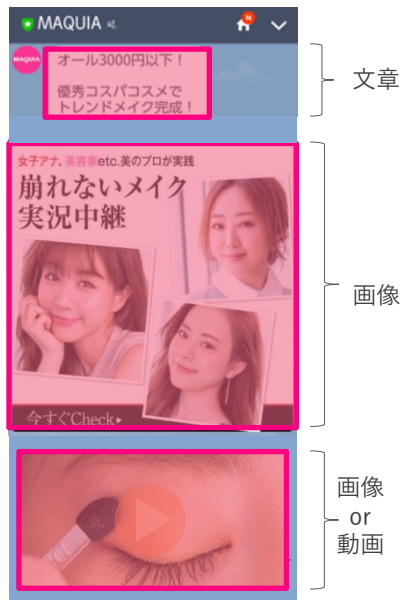 MAQUIA
N
MAQUIA
オール3000円以下！
優秀コスパコスメで
トレンドメイク完成！
文章
女子アナ、美容家etc.美のプロが実践
崩れないメイク
実況中継
今すぐCheck
画像
画像
or
動画